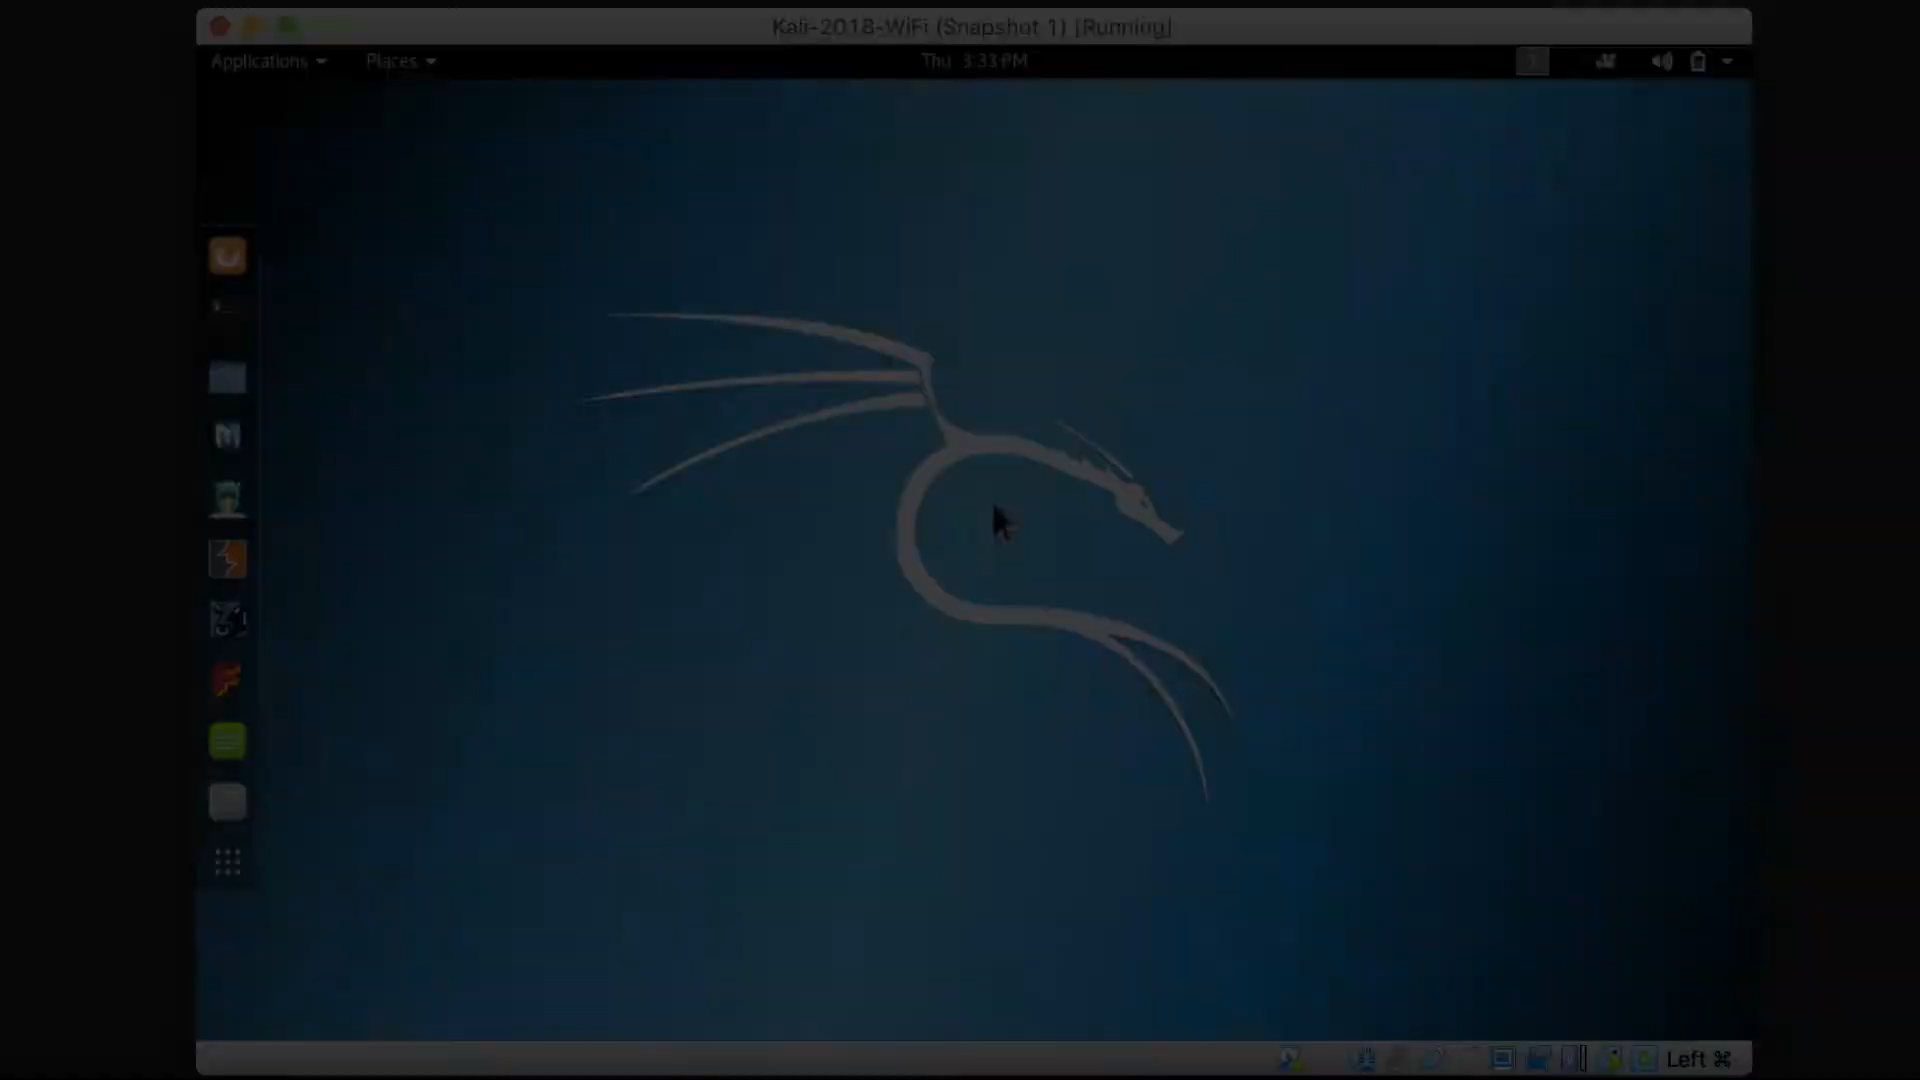 Kali-2018-WiFi (Snapshot 1) [Running]
Applications Places Thu 3:33 PM
Left ⌘